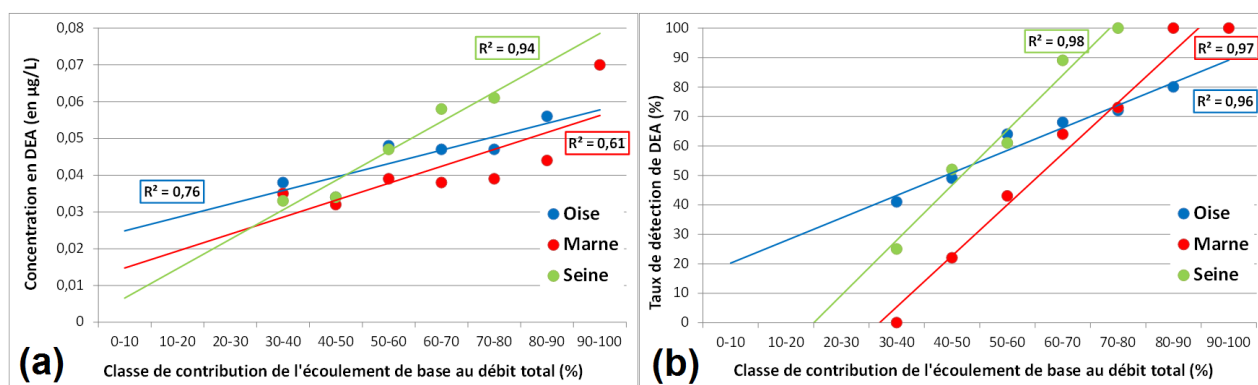 Concentration en DEA (en µg/L)
0,08
0,07
0,06
0,05
0,04
0,03
0,02
0,01
0
R² = 0,94
R² = 0,61
R² = 0,76
Oise
Marne
Seine
0-10 10-20 20-30 30-40 40-50 50-60 60-70 70-80 80-90 90-100
Classe de contribution de l'écoulement de base au débit total (%)
(a)
Taux de détection de DEA (%)
100
90
80
70
60
50
40
30
20
10
0
R² = 0,98
R² = 0,97
R² = 0,96
Oise
Marne
Seine
0-10 10-20 20-30 30-40 40-50 50-60 60-70 70-80 80-90 90-100
Classe de contribution de l'écoulement de base au débit total (%)
(b)